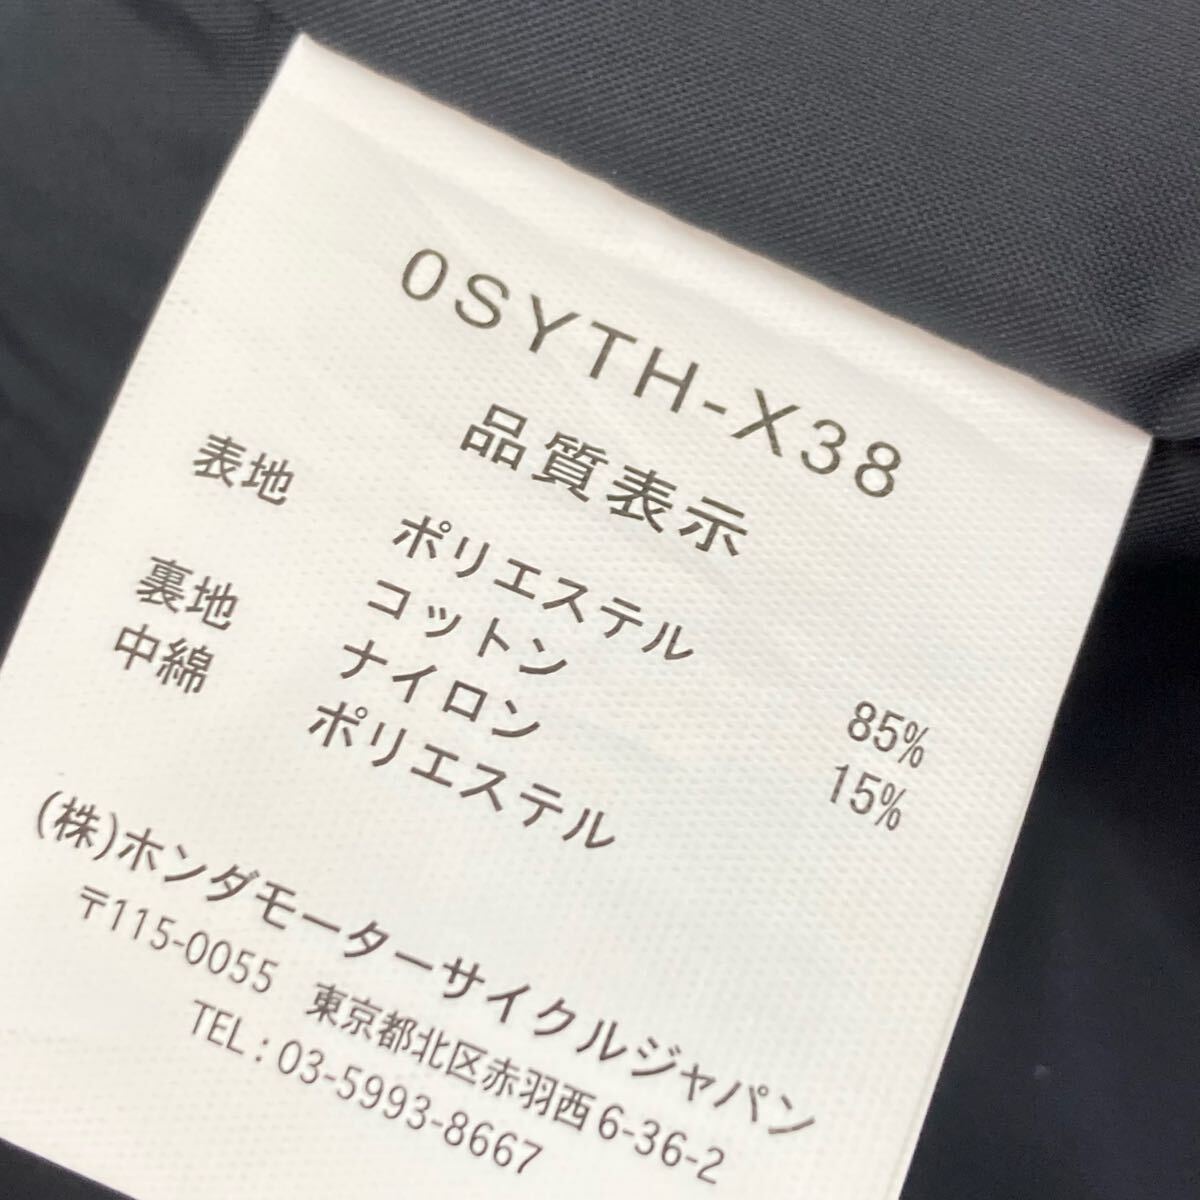 0SYTH-X38
品質表示
表地 ポリエステル 85%
コットン 15%
裏地 ナイロン
中綿 ポリエステル
(株)ホンダモーターサイクルジャパン
〒115-0055 東京都北区赤羽西6-36-2
TEL：03-5993-8667